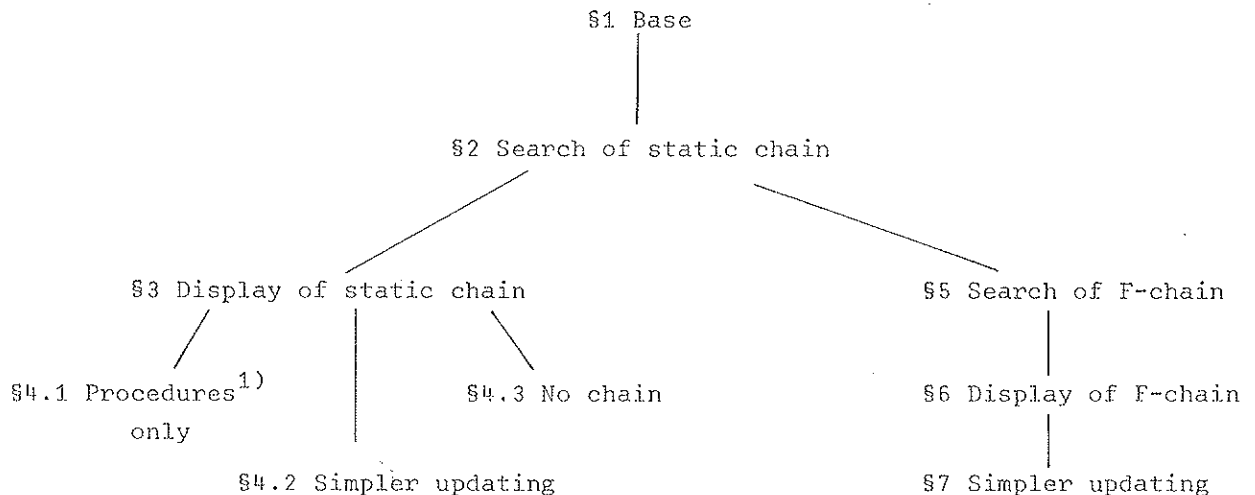 §1 Base
§2 Search of static chain
§3 Display of static chain
§5 Search of F-chain
§4.1 Procedures1)
only
§4.3 No chain
§6 Display of F-chain
§4.2 Simpler updating
§7 Simpler updating